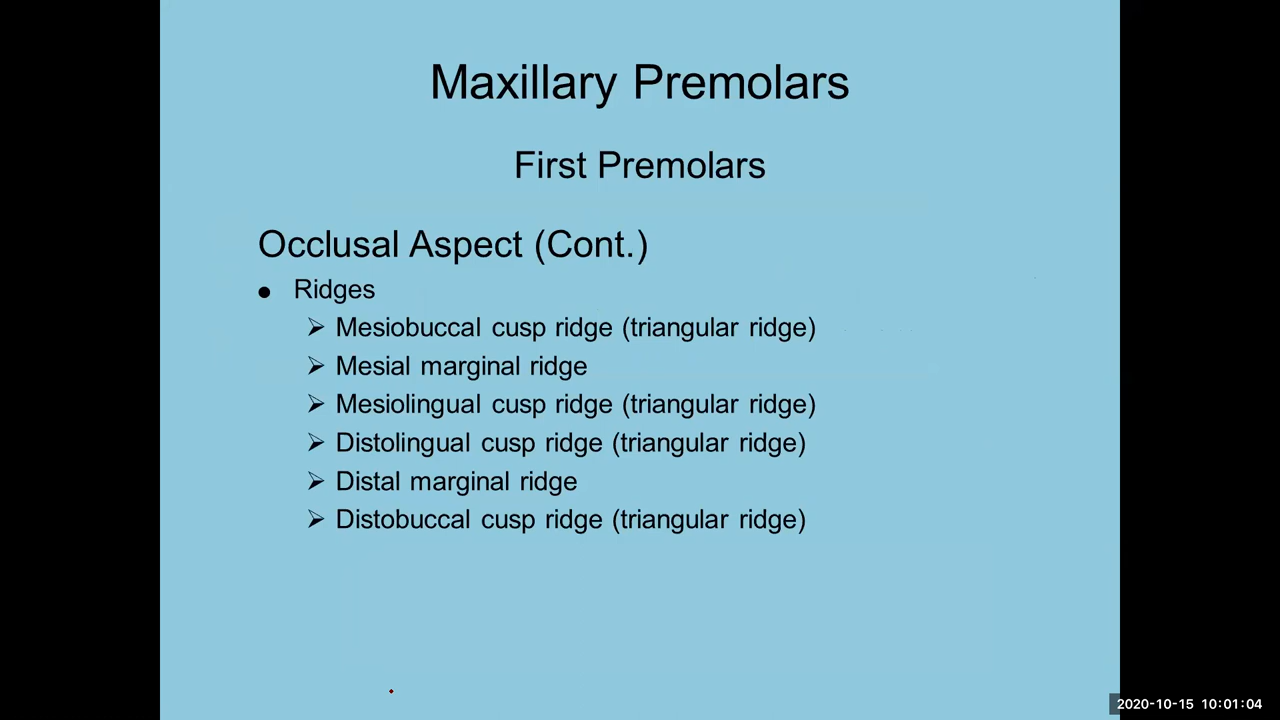 Maxillary Premolars
First Premolars
Occlusal Aspect (Cont.)
● Ridges
➢ Mesiobuccal cusp ridge (triangular ridge)
➢ Mesial marginal ridge
➢ Mesiolingual cusp ridge (triangular ridge)
➢ Distolingual cusp ridge (triangular ridge)
➢ Distal marginal ridge
➢ Distobuccal cusp ridge (triangular ridge)
2020-10-15 10:01:04